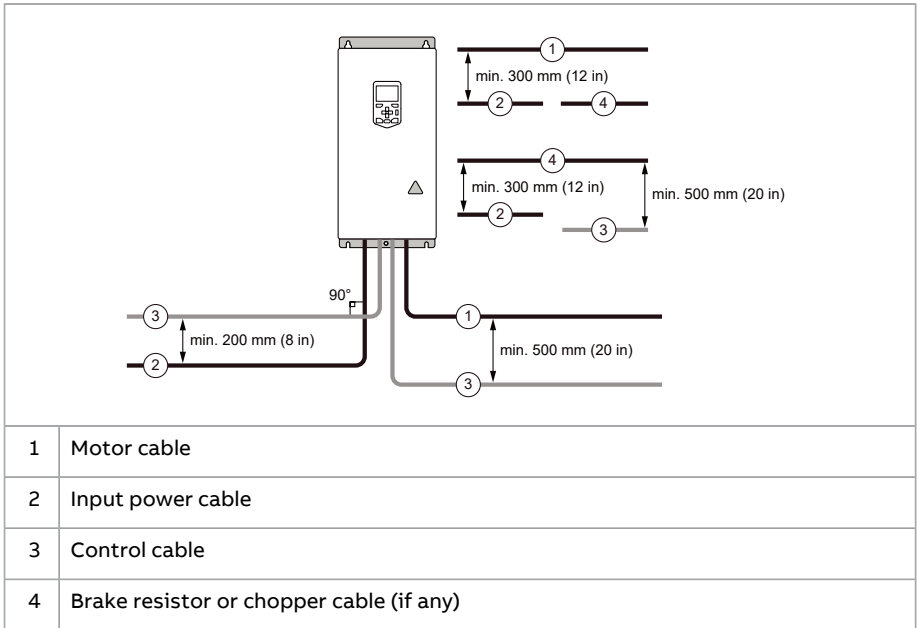 1
min. 300 mm (12 in)
2
4
4
min. 300 mm (12 in)
min. 500 mm (20 in)
2
3
90°
3
1
min. 200 mm (8 in)
min. 500 mm (20 in)
2
3
1 Motor cable
2 Input power cable
3 Control cable
4 Brake resistor or chopper cable (if any)